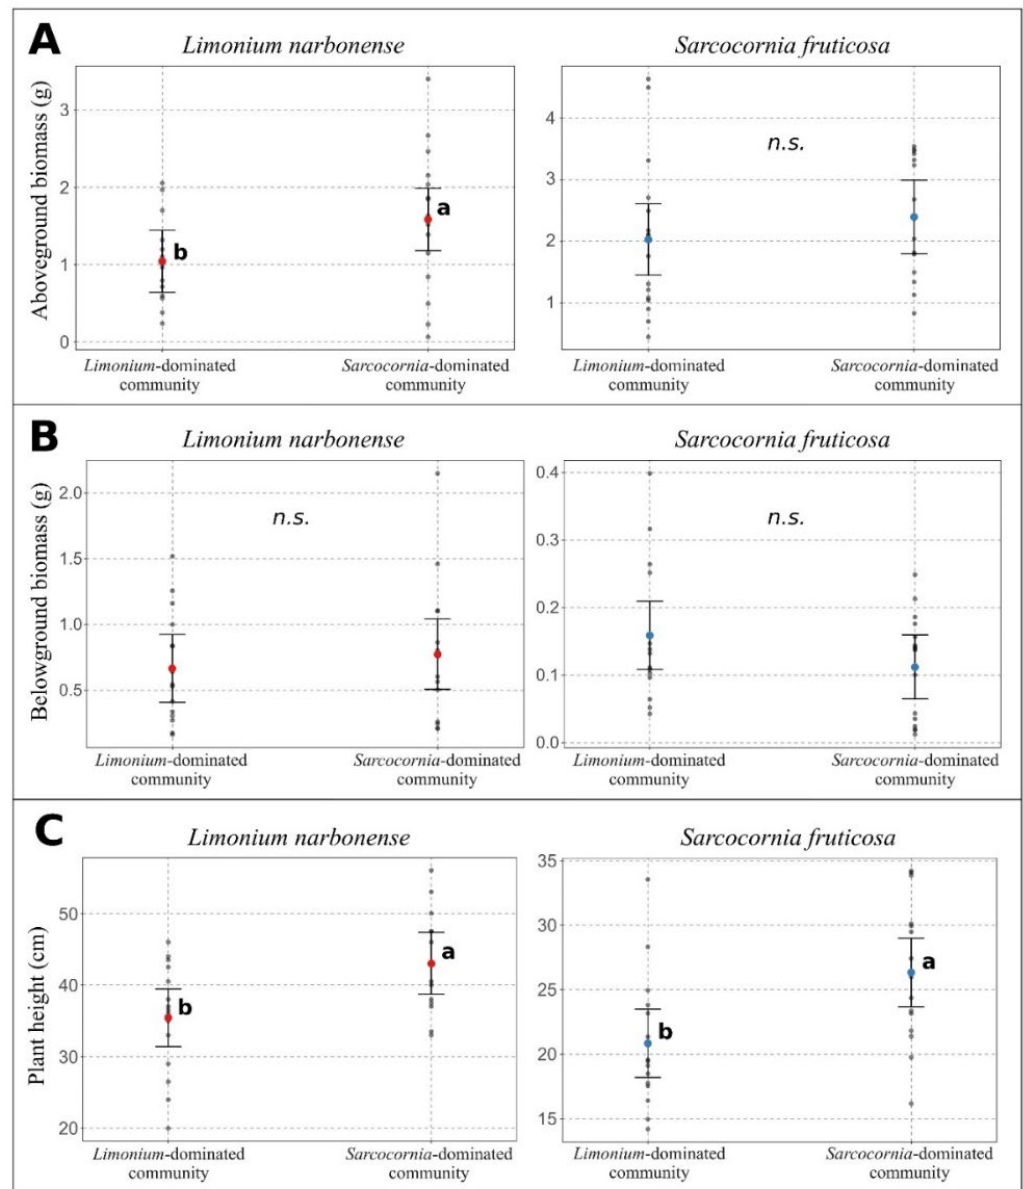 A
Limonium narbonense
Sarcocornia fruticosa
Aboveground biomass (g)
3
2
1
0
b
a
Limonium-dominated
community
Sarcocornia-dominated
community
4
3
2
1
n.s.
Limonium-dominated
community
Sarcocornia-dominated
community
B
Limonium narbonense
Sarcocornia fruticosa
Belowground biomass (g)
2.0
1.5
1.0
0.5
n.s.
Limonium-dominated
community
Sarcocornia-dominated
community
0.4
0.3
0.2
0.1
0.0
n.s.
Limonium-dominated
community
Sarcocornia-dominated
community
C
Limonium narbonense
Sarcocornia fruticosa
Plant height (cm)
50
40
30
20
b
a
Limonium-dominated
community
Sarcocornia-dominated
community
35
30
25
20
15
b
a
Limonium-dominated
community
Sarcocornia-dominated
community